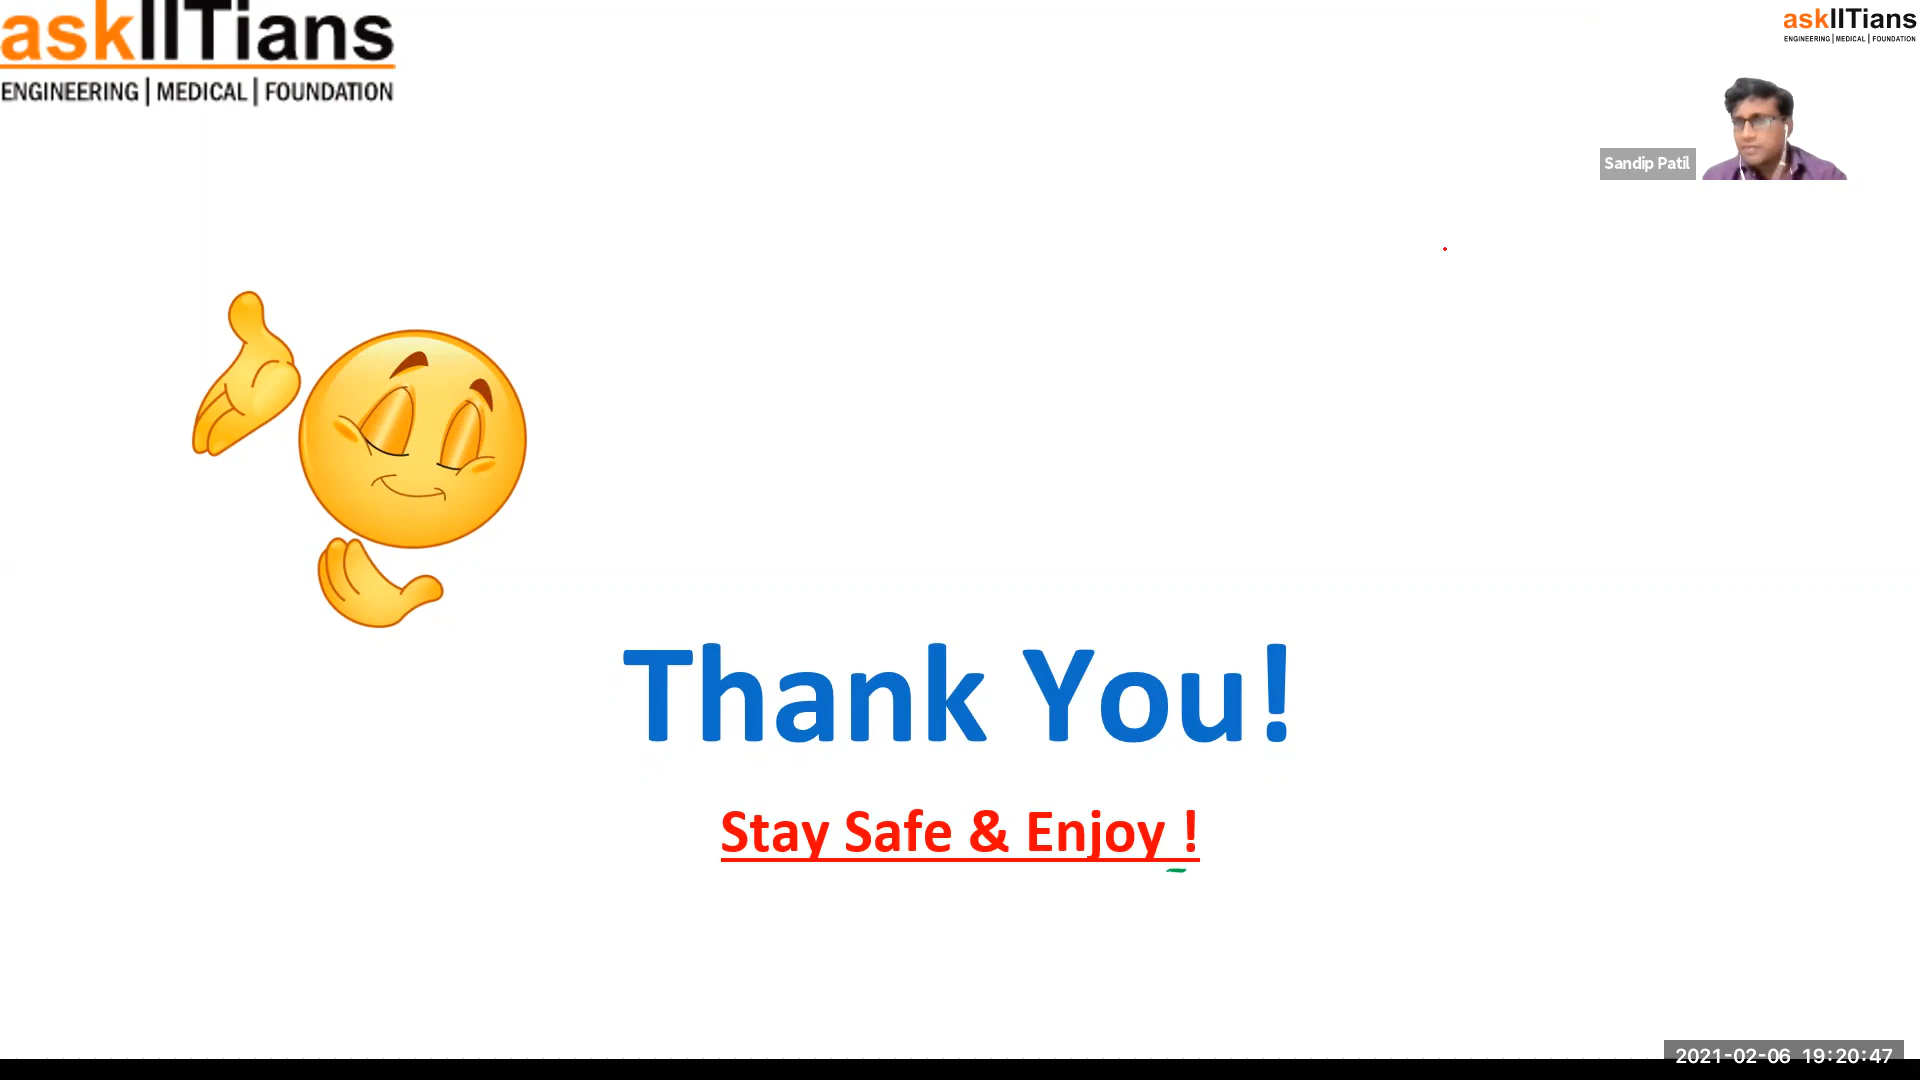 askIITians
ENGINEERING | MEDICAL | FOUNDATION
askIITians
ENGINEERING | MEDICAL | FOUNDATION
Sandip Patil
Thank You!
Stay Safe & Enjoy !
2021-02-06 19:20:47